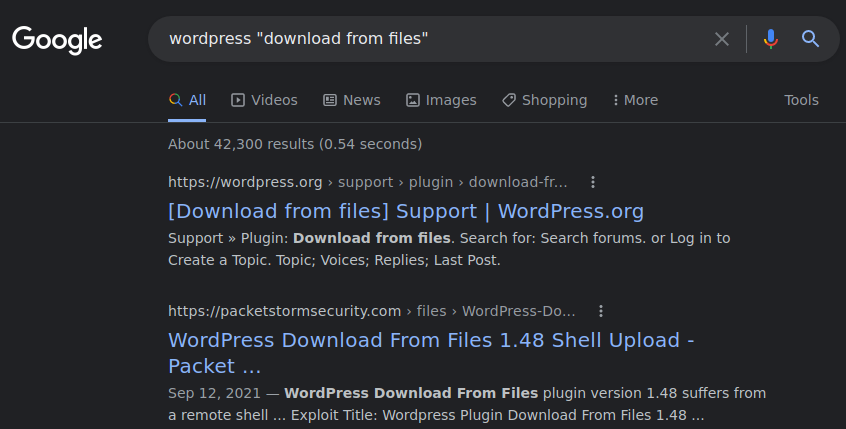 Google
wordpress "download from files"
All Videos News Images Shopping More Tools
About 42,300 results (0.54 seconds)
https://wordpress.org › support › plugin › download-fr...
[Download from files] Support | WordPress.org
Support » Plugin: Download from files. Search for: Search forums. or Log in to
Create a Topic. Topic; Voices; Replies; Last Post.
https://packetstormsecurity.com › files › WordPress-Do...
WordPress Download From Files 1.48 Shell Upload -
Packet ...
Sep 12, 2021 — WordPress Download From Files plugin version 1.48 suffers from
a remote shell ... Exploit Title: Wordpress Plugin Download From Files 1.48 ...